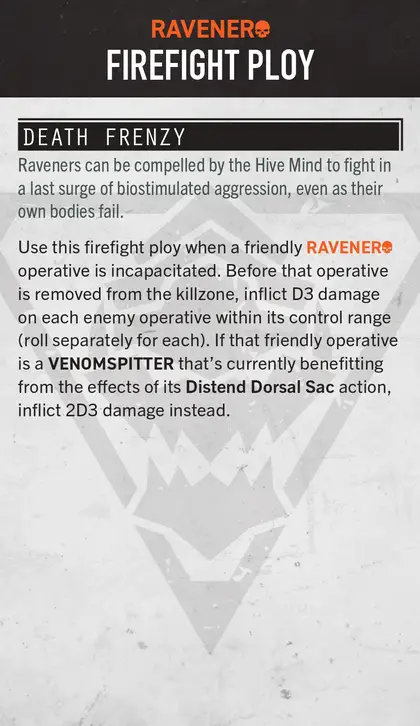 RAVENER
FIREFIGHT PLOY
DEATH FRENZY
Raveners can be compelled by the Hive Mind to fight in
a last surge of biostimulated aggression, even as their
own bodies fail.
Use this firefight ploy when a friendly RAVENER
operative is incapacitated. Before that operative
is removed from the killzone, inflict D3 damage
on each enemy operative within its control range
(roll separately for each). If that friendly operative
is a VENOMSPITTER that’s currently benefitting
from the effects of its Distend Dorsal Sac action,
inflict 2D3 damage instead.